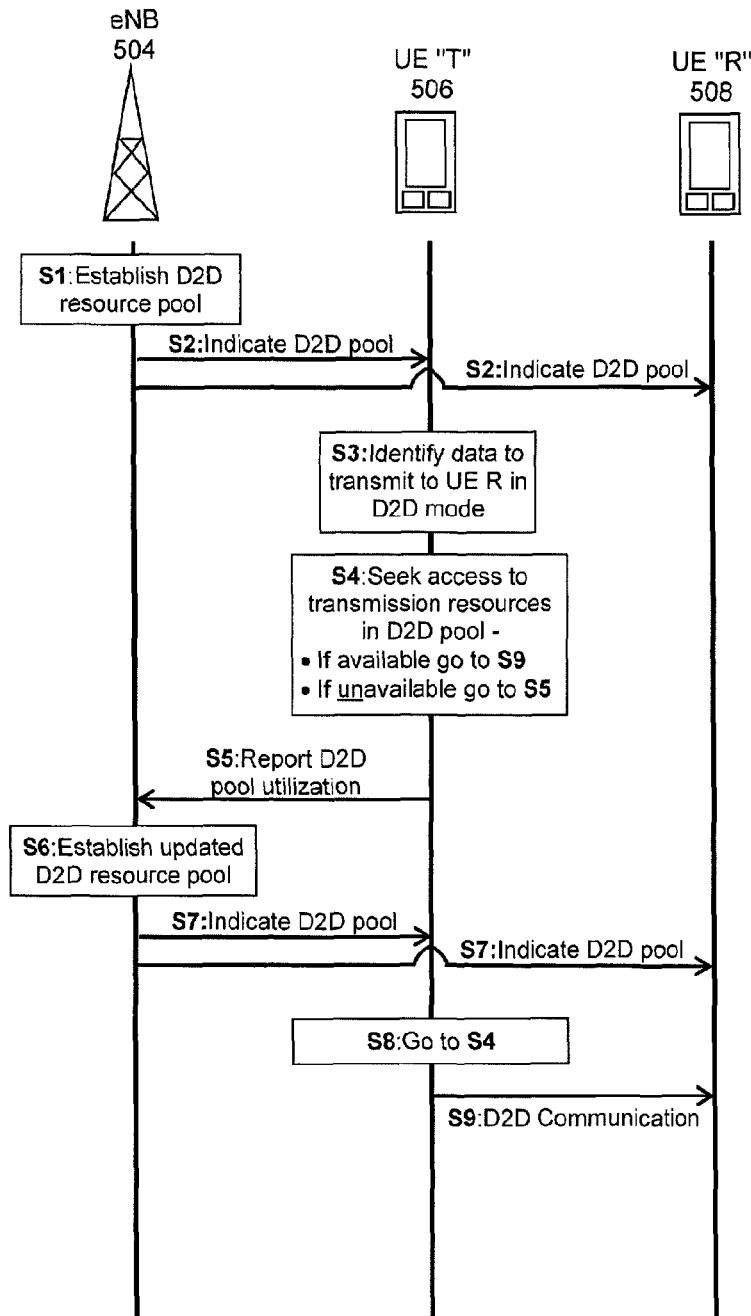 eNB
504
UE "T"
506
UE "R"
508
S1:Establish D2D
resource pool
S2:Indicate D2D pool
S2:Indicate D2D pool
S3:Identify data to
transmit to UE R in
D2D mode
S4:Seek access to
transmission resources
in D2D pool -
• If available go to S9
• If unavailable go to S5
S5:Report D2D
pool utilization
S6:Establish updated
D2D resource pool
S7:Indicate D2D pool
S7:Indicate D2D pool
S8:Go to S4
S9:D2D Communication